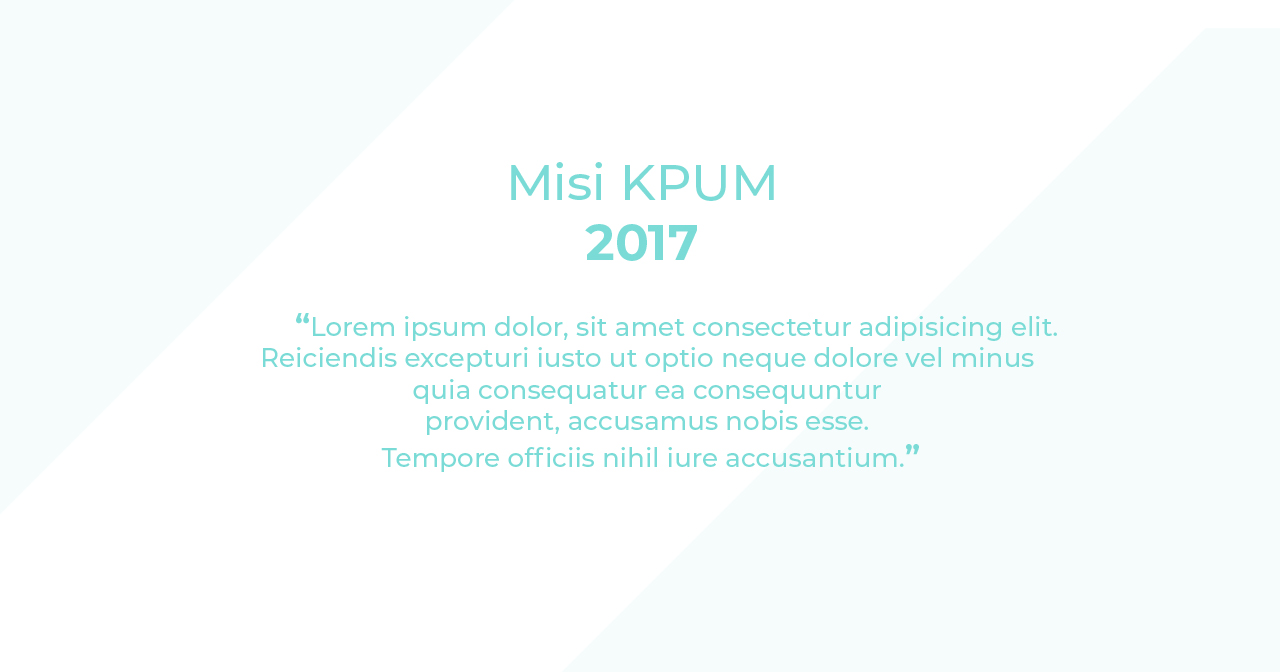 Misi KPUM
2017
“Lorem ipsum dolor, sit amet consectetur adipisicing elit.
Reiciendis excepturi iusto ut optio neque dolore vel minus
quia consequatur ea consequuntur
provident, accusamus nobis esse.
Tempore officiis nihil iure accusantium.”